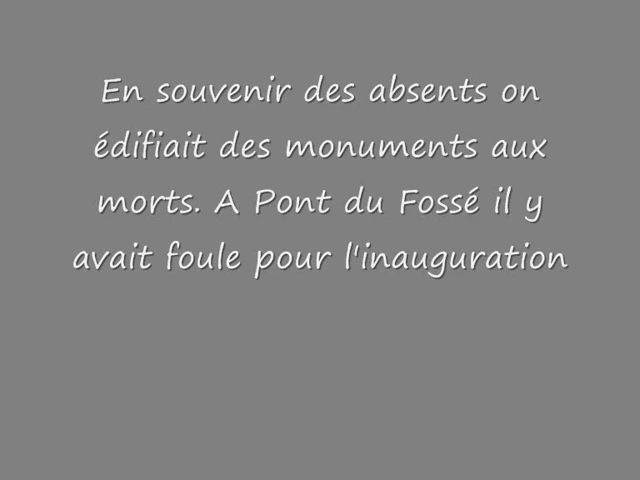 En souvenir des absents on
édifiait des monuments aux
morts. A Pont du Fossé il y
avait foule pour l'inauguration